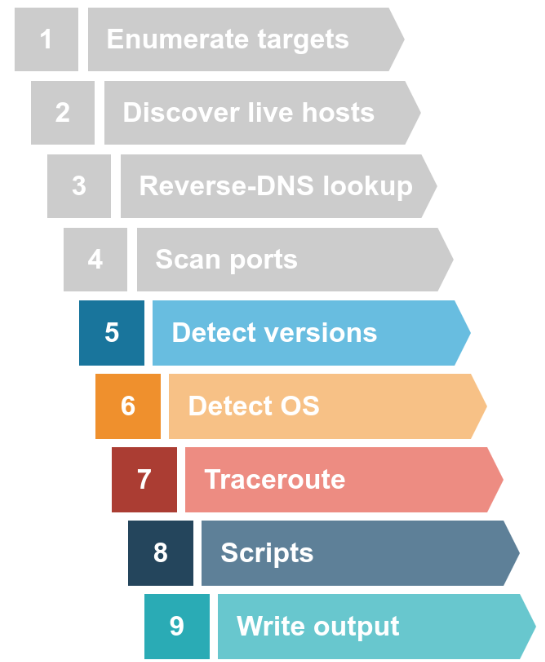 1 Enumerate targets
2 Discover live hosts
3 Reverse-DNS lookup
4 Scan ports
5 Detect versions
6 Detect OS
7 Traceroute
8 Scripts
9 Write output